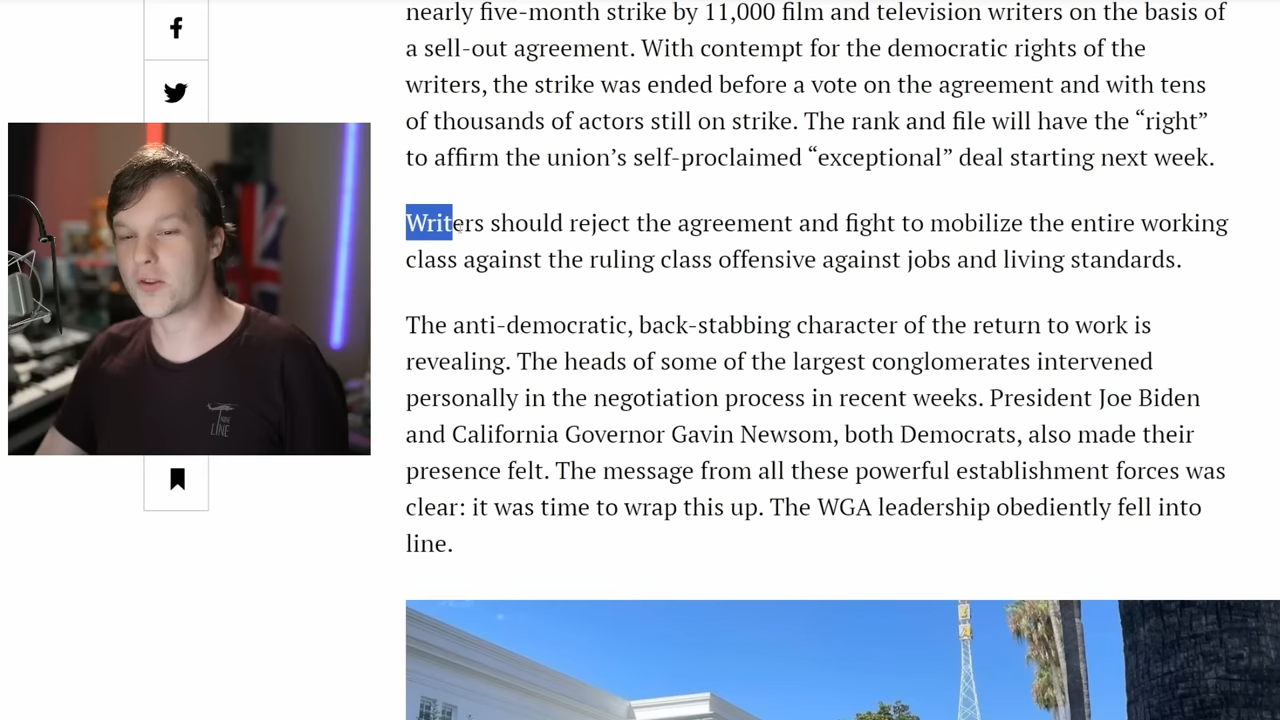 nearly five-month strike by 11,000 film and television writers on the basis of
a sell-out agreement. With contempt for the democratic rights of the
writers, the strike was ended before a vote on the agreement and with tens
of thousands of actors still on strike. The rank and file will have the “right”
to affirm the union’s self-proclaimed “exceptional” deal starting next week.
Writers should reject the agreement and fight to mobilize the entire working
class against the ruling class offensive against jobs and living standards.
The anti-democratic, back-stabbing character of the return to work is
revealing. The heads of some of the largest conglomerates intervened
personally in the negotiation process in recent weeks. President Joe Biden
and California Governor Gavin Newsom, both Democrats, also made their
presence felt. The message from all these powerful establishment forces was
clear: it was time to wrap this up. The WGA leadership obediently fell into
line.
NINE
LINE